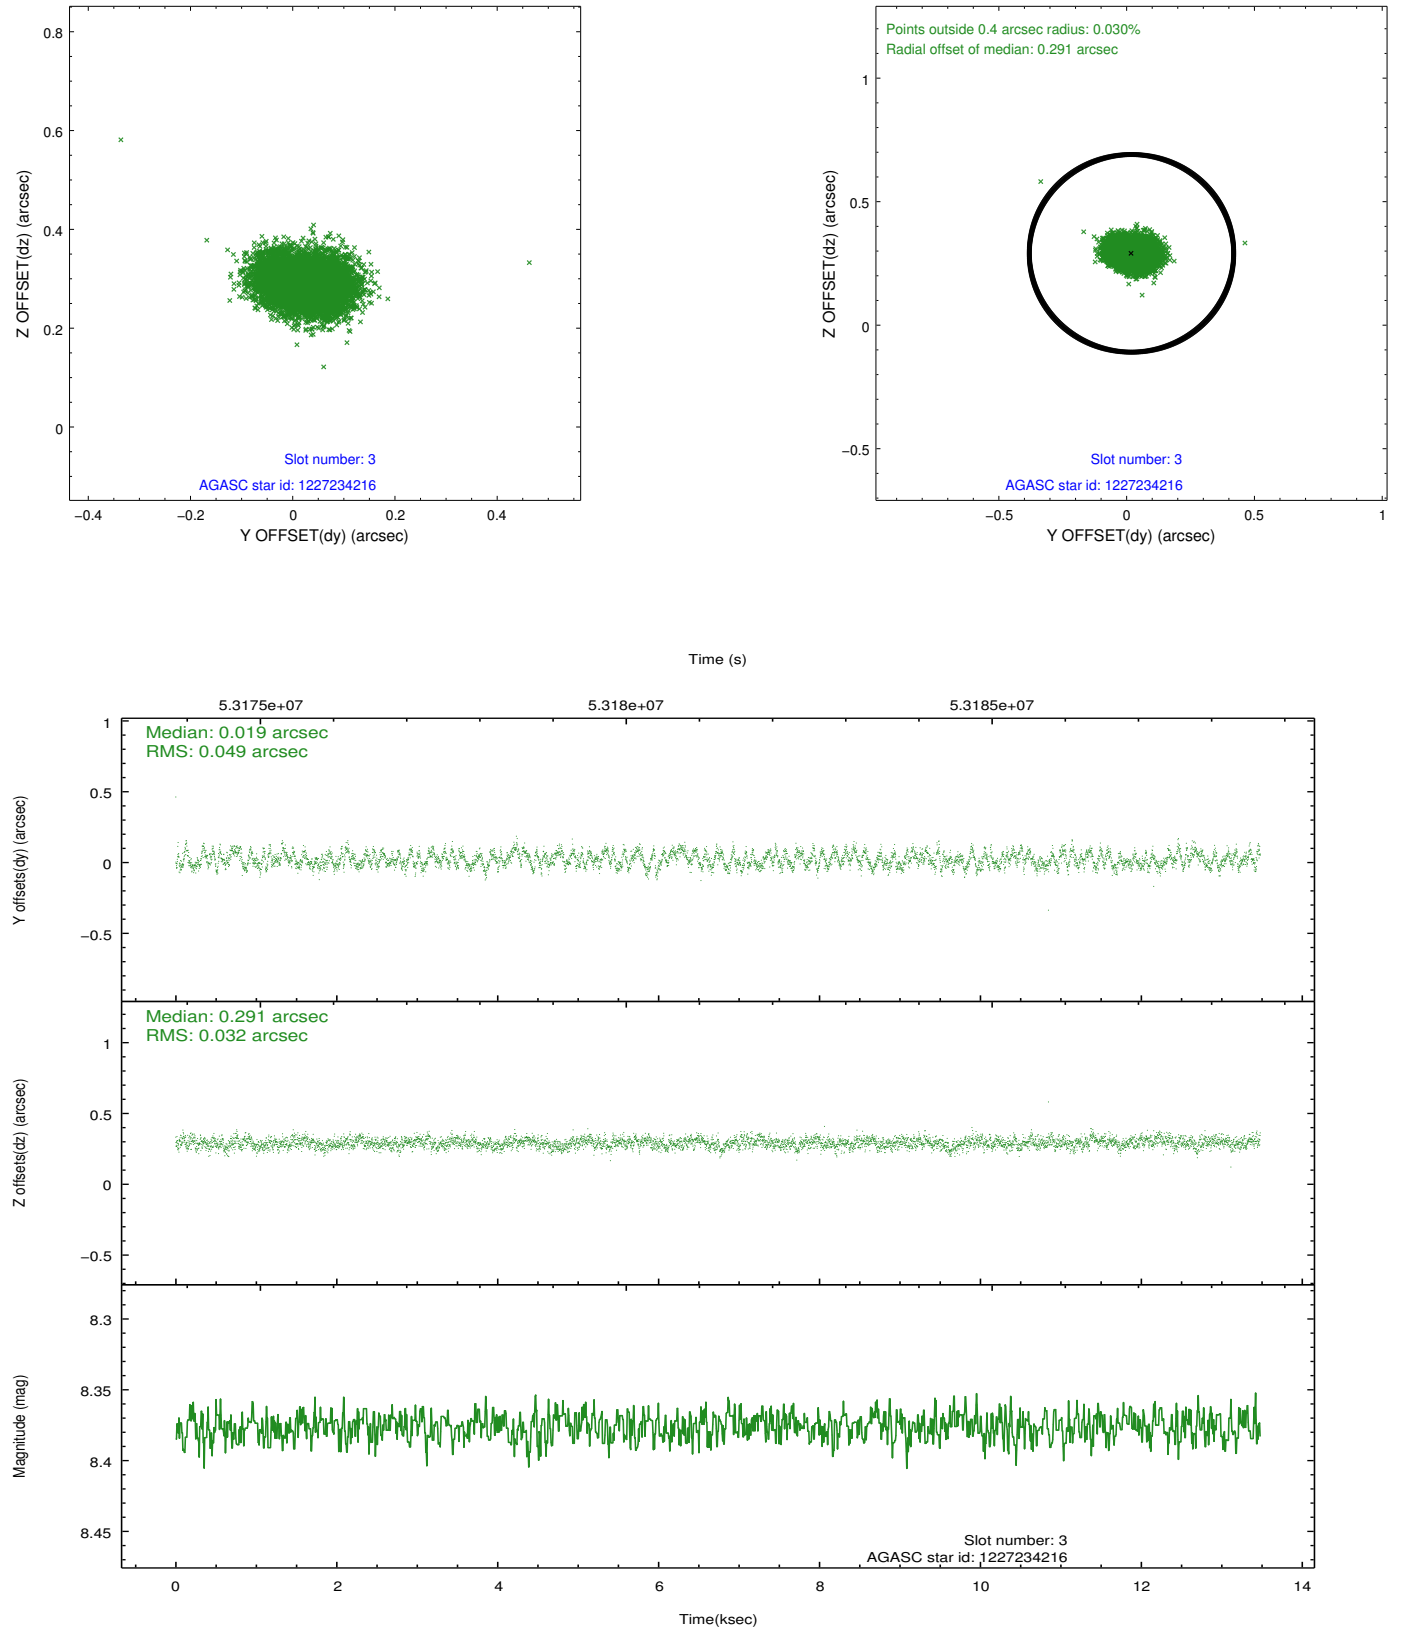 0.8
0.6
0.4
0.2
0
Z OFFSET(dz) (arcsec)
Slot number: 3
AGASC star id: 1227234216
−0.4
−0.2
0
0.2
0.4
Y OFFSET(dy) (arcsec)
Points outside 0.4 arcsec radius: 0.030%
Radial offset of median: 0.291 arcsec
1
0.5
0
−0.5
Z OFFSET(dz) (arcsec)
Slot number: 3
AGASC star id: 1227234216
−0.5
0
0.5
1
Y OFFSET(dy) (arcsec)
Time (s)
5.3175e+07
5.318e+07
5.3185e+07
Median: 0.019 arcsec
RMS: 0.049 arcsec
1
0.5
0
−0.5
Y offsets(dy) (arcsec)
Median: 0.291 arcsec
RMS: 0.032 arcsec
1
0.5
0
−0.5
Z offsets(dz) (arcsec)
8.3
8.35
8.4
8.45
Magnitude (mag)
Slot number: 3
AGASC star id: 1227234216
0
2
4
6
8
10
12
14
Time(ksec)